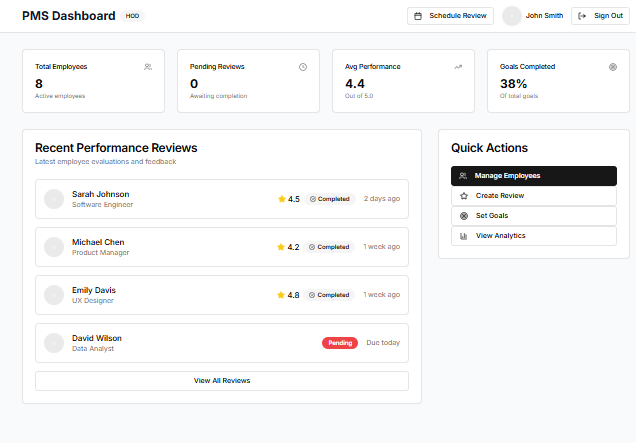 PMS Dashboard HOD Schedule Review John Smith Sign Out
Total Employees
8
Active employees
Pending Reviews
0
Awaiting completion
Avg Performance
4.4
Out of 5.0
Goals Completed
38%
Of total goals
Recent Performance Reviews
Latest employee evaluations and feedback
Sarah Johnson
Software Engineer
4.5 Completed 2 days ago
Michael Chen
Product Manager
4.2 Completed 1 week ago
Emily Davis
UX Designer
4.8 Completed 1 week ago
David Wilson
Data Analyst
Pending Due today
View All Reviews
Quick Actions
Manage Employees
Create Review
Set Goals
View Analytics